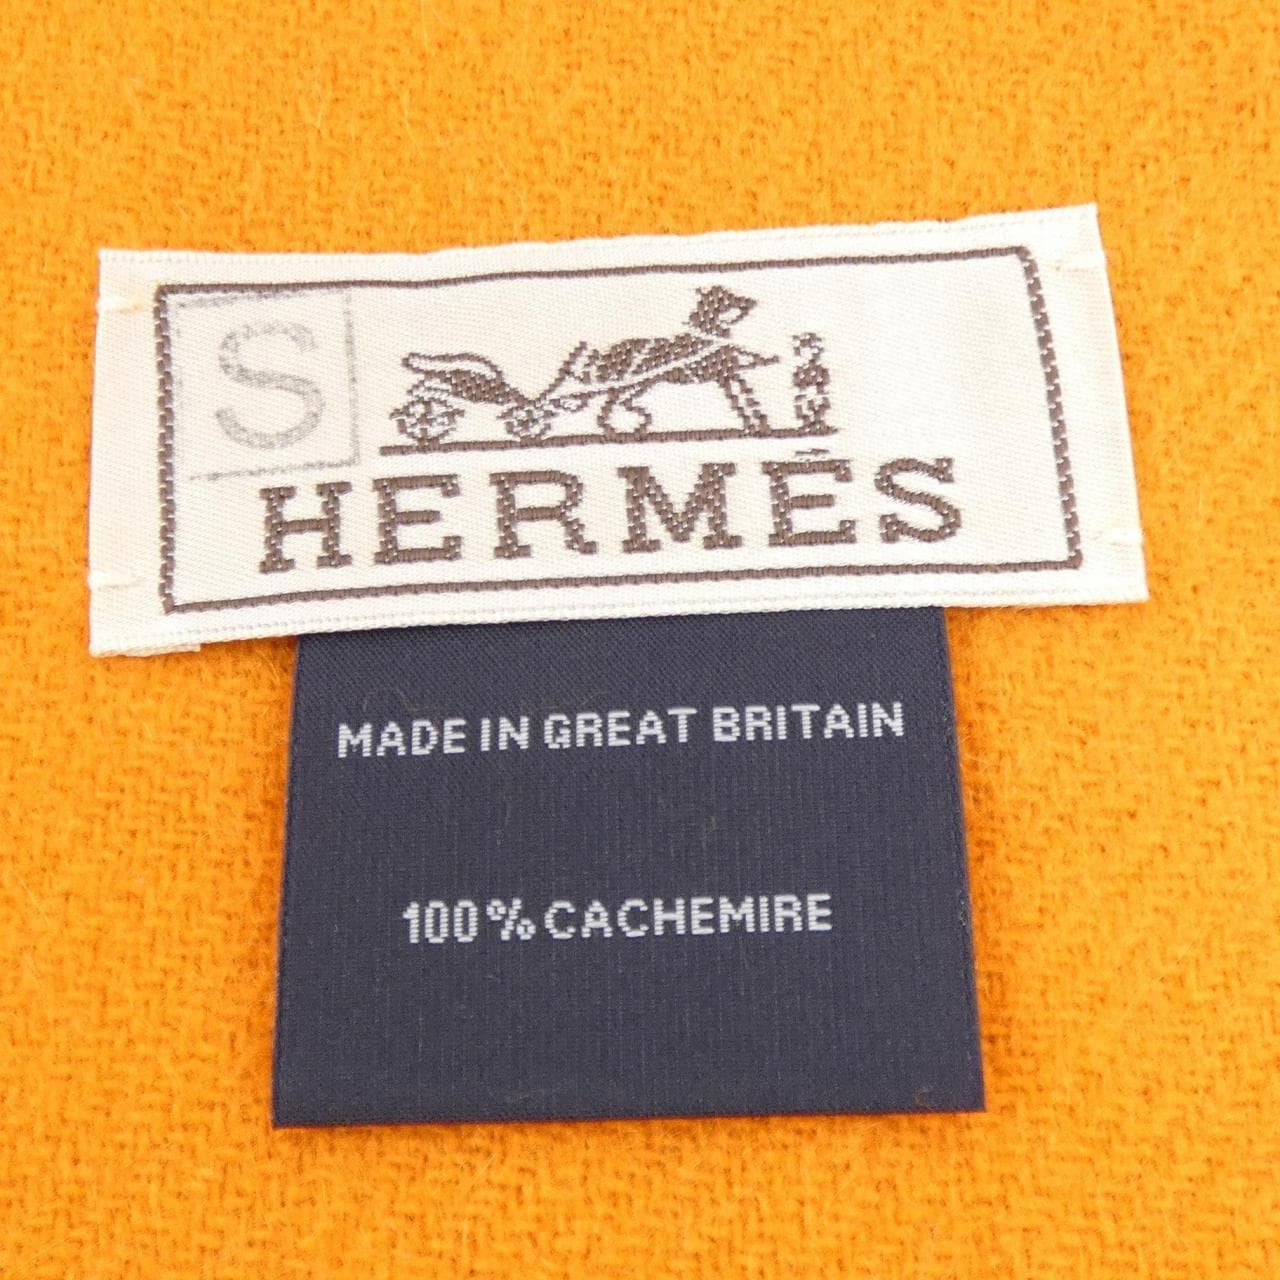 S
HERMÈS
MADE IN GREAT BRITAIN
100% CACHEMIRE